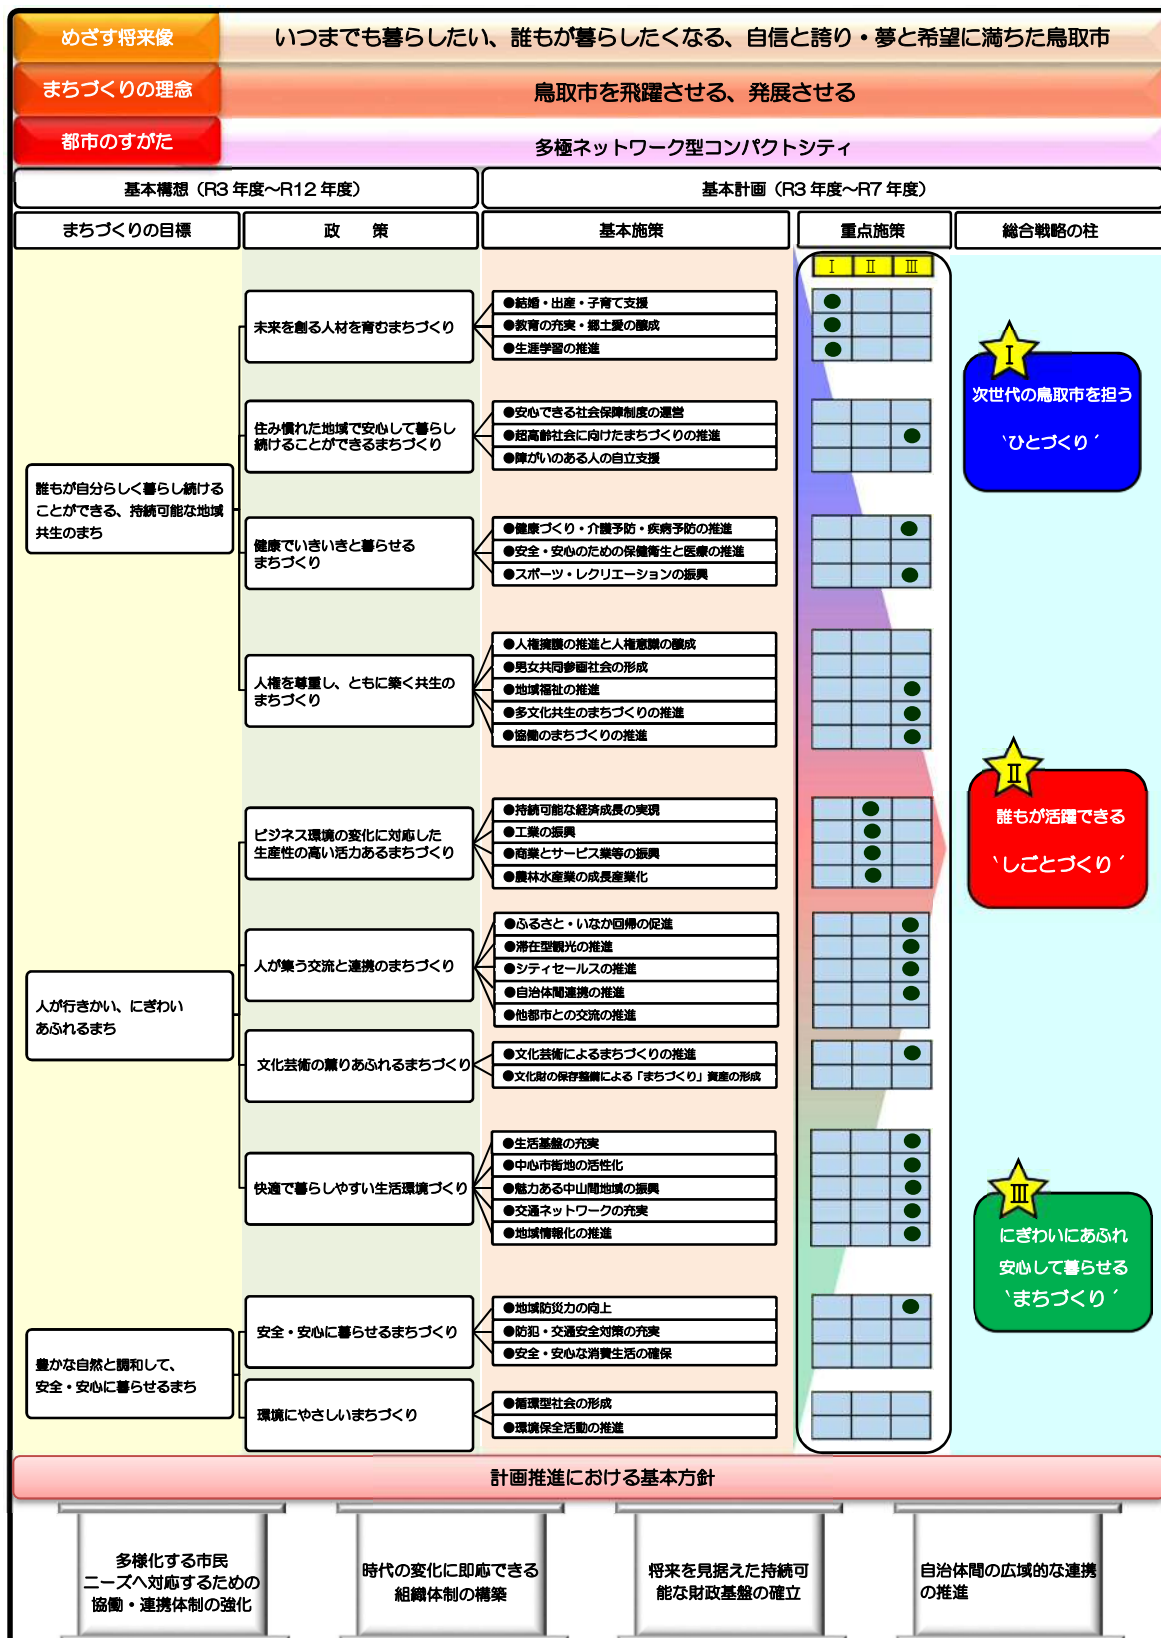 めざす将来像
いつまでも暮らしたい、誰もが暮らしたくなる、自信と誇り・夢と希望に満ちた鳥取市
まちづくりの理念
鳥取市を飛躍させる、発展させる
都市のすがた
多極ネットワーク型コンパクトシティ
基本構想（R3 年度～R12 年度）
基本計画（R3 年度～R7 年度）
まちづくりの目標
政　策
基本施策
重点施策
総合戦略の柱
Ⅰ Ⅱ Ⅲ
誰もが自分らしく暮らし続ける
ことができる、持続可能な地域
共生のまち
未来を創る人材を育むまちづくり
●結婚・出産・子育て支援
●教育の充実・郷土愛の醸成
●生涯学習の推進
住み慣れた地域で安心して暮らし
続けることができるまちづくり
●安心できる社会保障制度の運営
●超高齢社会に向けたまちづくりの推進
●障がいのある人の自立支援
健康でいきいきと暮らせる
まちづくり
●健康づくり・介護予防・疾病予防の推進
●安全・安心のための保健衛生と医療の推進
●スポーツ・レクリエーションの振興
人権を尊重し、ともに築く共生の
まちづくり
●人権擁護の推進と人権意識の醸成
●男女共同参画社会の形成
●地域福祉の推進
●多文化共生のまちづくりの推進
●協働のまちづくりの推進
人が行きかい、にぎわい
あふれるまち
ビジネス環境の変化に対応した
生産性の高い活力あるまちづくり
●持続可能な経済成長の実現
●工業の振興
●商業とサービス業等の振興
●農林水産業の成長産業化
人が集う交流と連携のまちづくり
●ふるさと・いなか回帰の促進
●滞在型観光の推進
●シティセールスの推進
●自治体間連携の推進
●他都市との交流の推進
文化芸術の薫りあふれるまちづくり
●文化芸術によるまちづくりの推進
●文化財の保存整備による「まちづくり」資産の形成
快適で暮らしやすい生活環境づくり
●生活基盤の充実
●中心市街地の活性化
●魅力ある中山間地域の振興
●交通ネットワークの充実
●地域情報化の推進
豊かな自然と調和して、
安全・安心に暮らせるまち
安全・安心に暮らせるまちづくり
●地域防災力の向上
●防犯・交通安全対策の充実
●安全・安心な消費生活の確保
環境にやさしいまちづくり
●循環型社会の形成
●環境保全活動の推進
Ⅰ
次世代の鳥取市を担う
‵ひとづくり′
Ⅱ
誰もが活躍できる
‵しごとづくり′
Ⅲ
にぎわいにあふれ
安心して暮らせる
‵まちづくり′
計画推進における基本方針
多様化する市民
ニーズへ対応するための
協働・連携体制の強化
時代の変化に即応できる
組織体制の構築
将来を見据えた持続可
能な財政基盤の確立
自治体間の広域的な連携
の推進